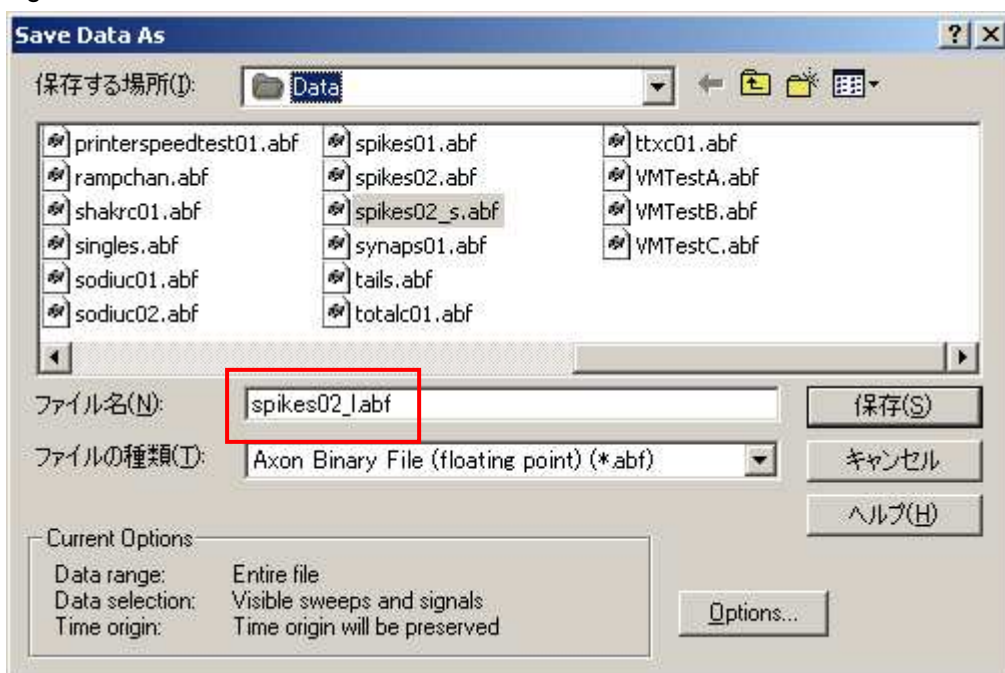 Save Data As
保存する場所(I):
Data
printerspeedtest01.abf
rampchan.abf
shakrc01.abf
singles.abf
sodiuc01.abf
sodiuc02.abf
spikes01.abf
spikes02.abf
spikes02_s.abf
synaps01.abf
tails.abf
totalc01.abf
ttxc01.abf
VMTestA.abf
VMTestB.abf
VMTestC.abf
ファイル名(N):
spikes02_l.abf
保存(S)
ファイルの種類(T):
Axon Binary File (floating point) (*.abf)
キャンセル
ヘルプ(H)
Current Options
Data range: Entire file
Data selection: Visible sweeps and signals
Time origin: Time origin will be preserved
Options...